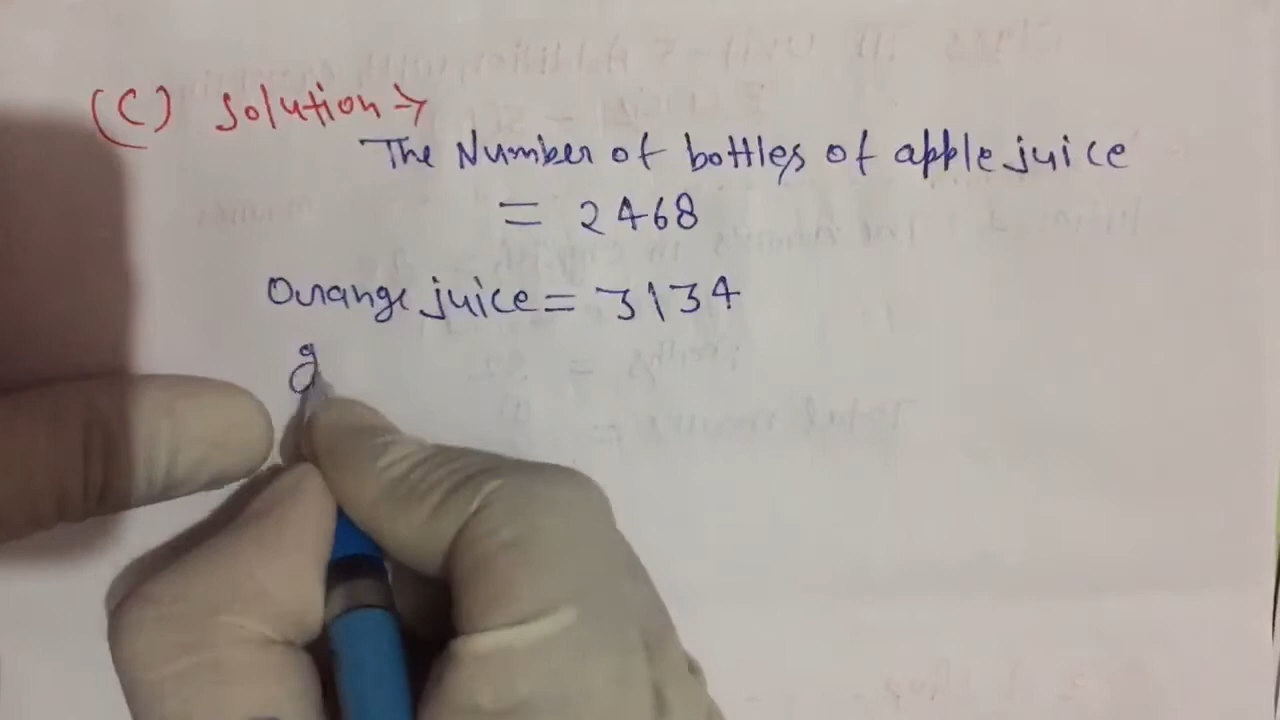 (C) Solution →
The Number of bottles of apple juice
= 2468
Orange juice = 3134
g